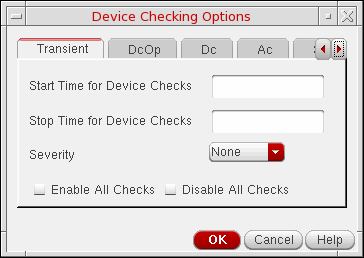 Device Checking Options
Transient DcOp Dc Ac
Start Time for Device Checks
Stop Time for Device Checks
Severity None
Enable All Checks Disable All Checks
OK Cancel Help